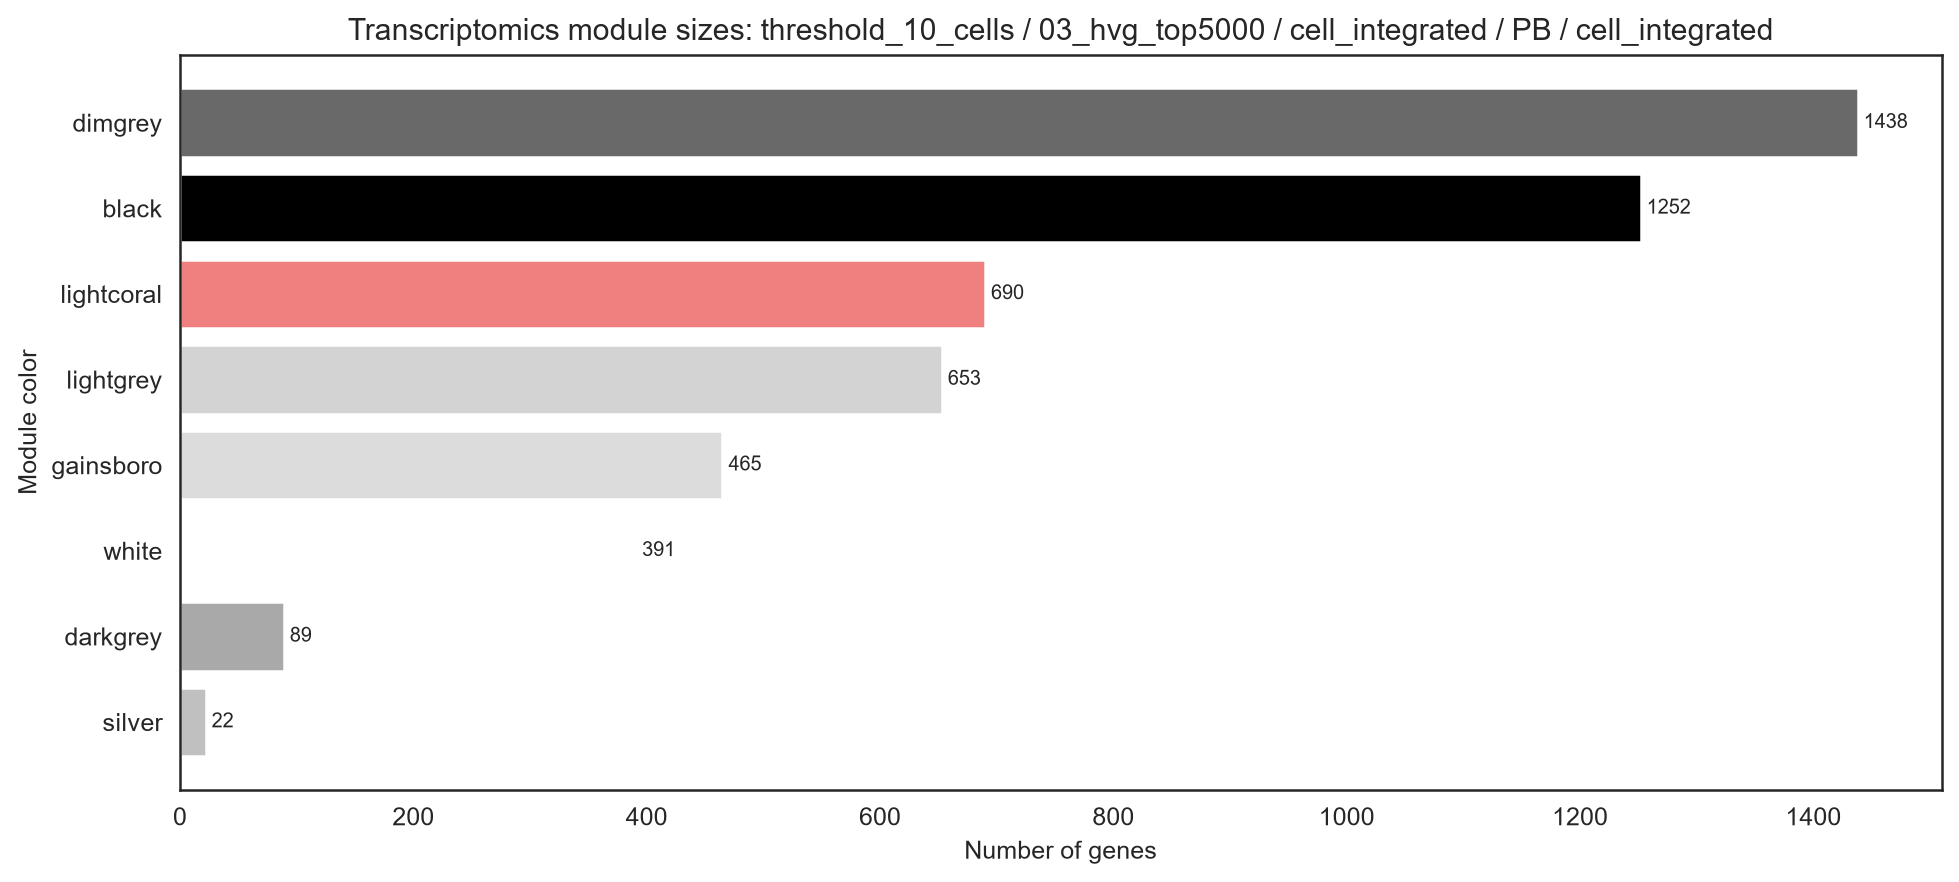 Transcriptomics module sizes: threshold_10_cells / 03_hvg_top5000 / cell_integrated / PB / cell_integrated
Module color
dimgrey 1438
black 1252
lightcoral 690
lightgrey 653
gainsboro 465
white 391
darkgrey 89
silver 22
0 200 400 600 800 1000 1200 1400
Number of genes